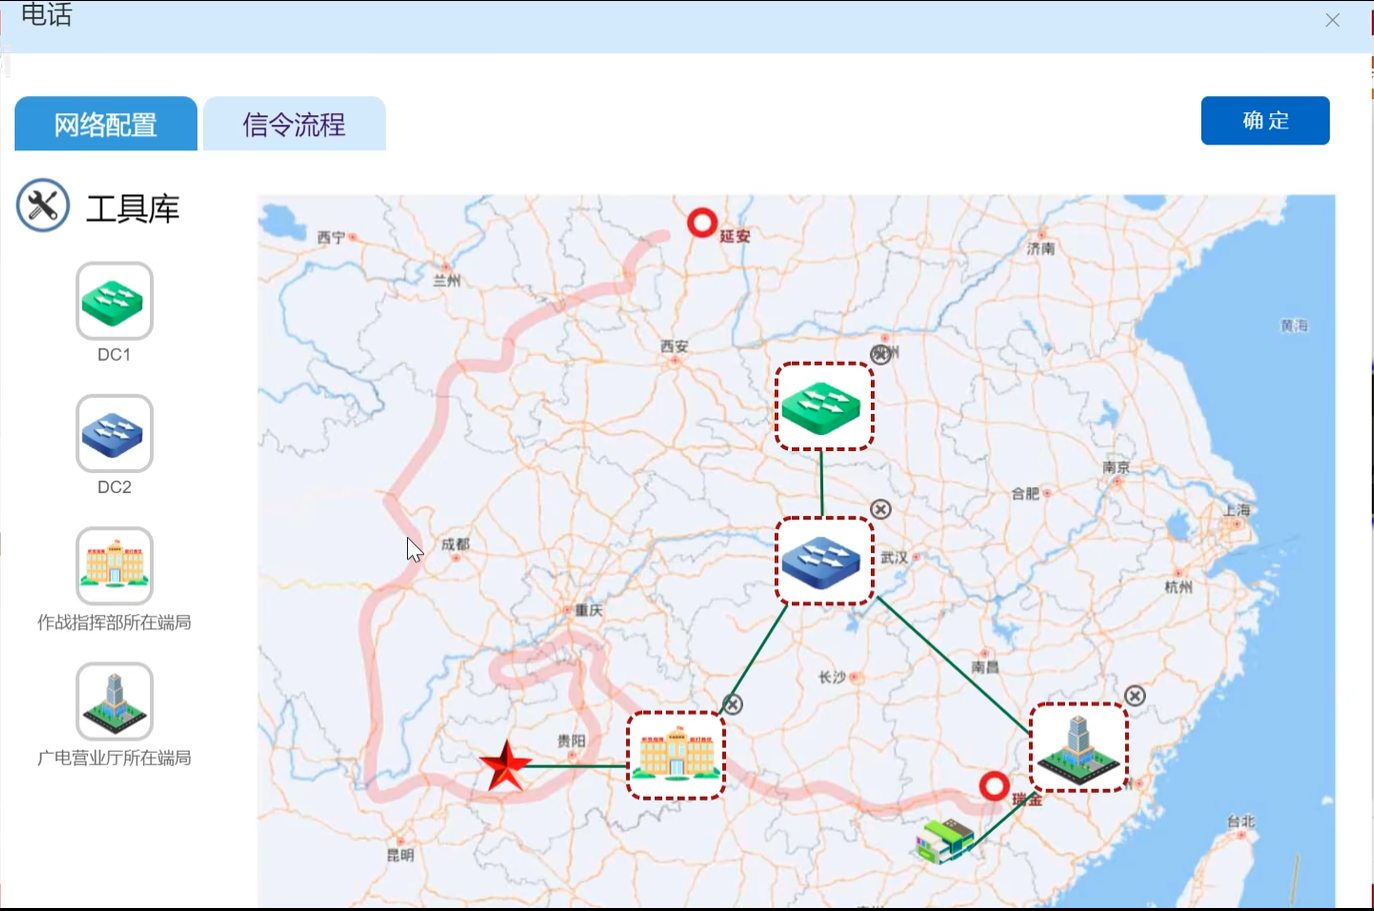 电话
网络配置
信令流程
确定
工具库
DC1
DC2
作战指挥部所在端局
广电营业厅所在端局
西宁
兰州
延安
济南
西安
州
黄海
成都
重庆
武汉
合肥
南京
上海
杭州
南昌
长沙
贵阳
瑞金
州
昆明
台北